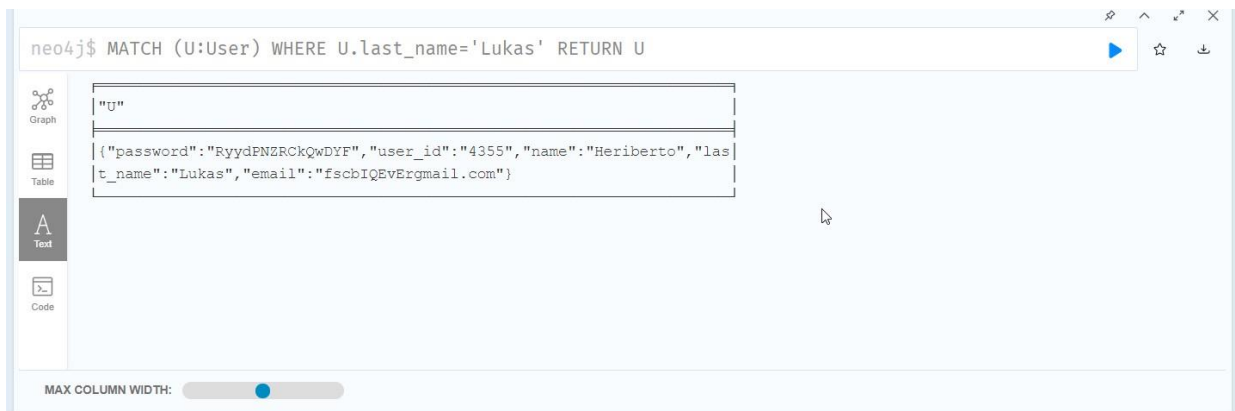 neo4j$ MATCH (U:User) WHERE U.last_name='Lukas' RETURN U
Graph
Table
A
Text
Code
"U"
{"password":"RyydPNZRCkQwDYF","user_id":"4355","name":"Heriberto","las
t_name":"Lukas","email":"fscbIQEvErgmail.com"}
MAX COLUMN WIDTH: